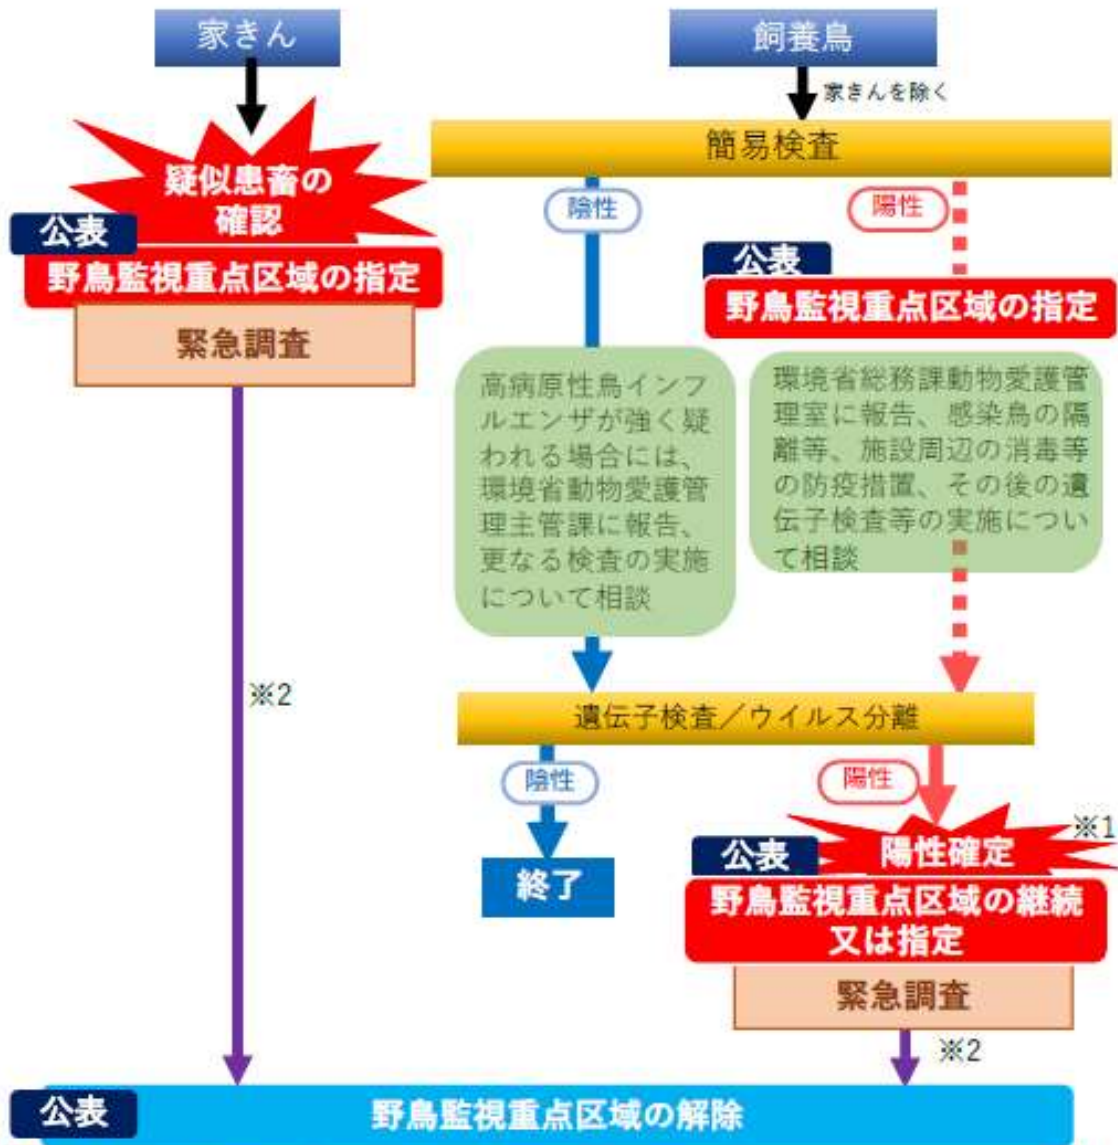 家きん
疑似患畜の
確認
公表
野鳥監視重点区域の指定
緊急調査
※2
飼養鳥
家きんを除く
簡易検査
陰性
陽性
公表
野鳥監視重点区域の指定
高病原性鳥インフ
ルエンザが強く疑
われる場合には、
環境省動物愛護管
理主管課に報告、
更なる検査の実施
について相談
環境省総務課動物愛護管
理室に報告、感染鳥の隔
離等、施設周辺の消毒等
の防疫措置、その後の遺
伝子検査等の実施につい
て相談
遺伝子検査/ウイルス分離
陰性
陽性
終了
※1
公表
陽性確定
野鳥監視重点区域の継続
又は指定
緊急調査
※2
公表
野鳥監視重点区域の解除